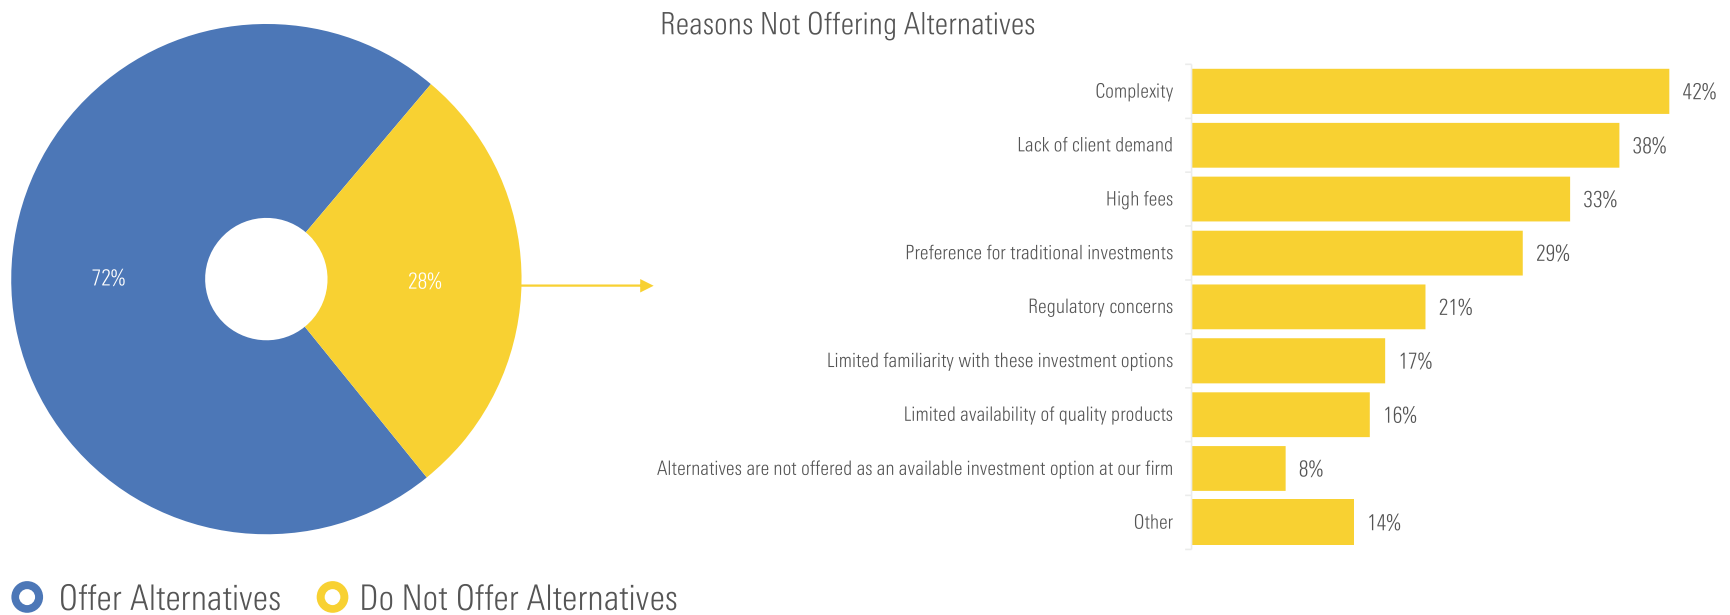 Reasons Not Offering Alternatives
72%
28%
Complexity 42%
Lack of client demand 38%
High fees 33%
Preference for traditional investments 29%
Regulatory concerns 21%
Limited familiarity with these investment options 17%
Limited availability of quality products 16%
Alternatives are not offered as an available investment option at our firm 8%
Other 14%
Offer Alternatives Do Not Offer Alternatives